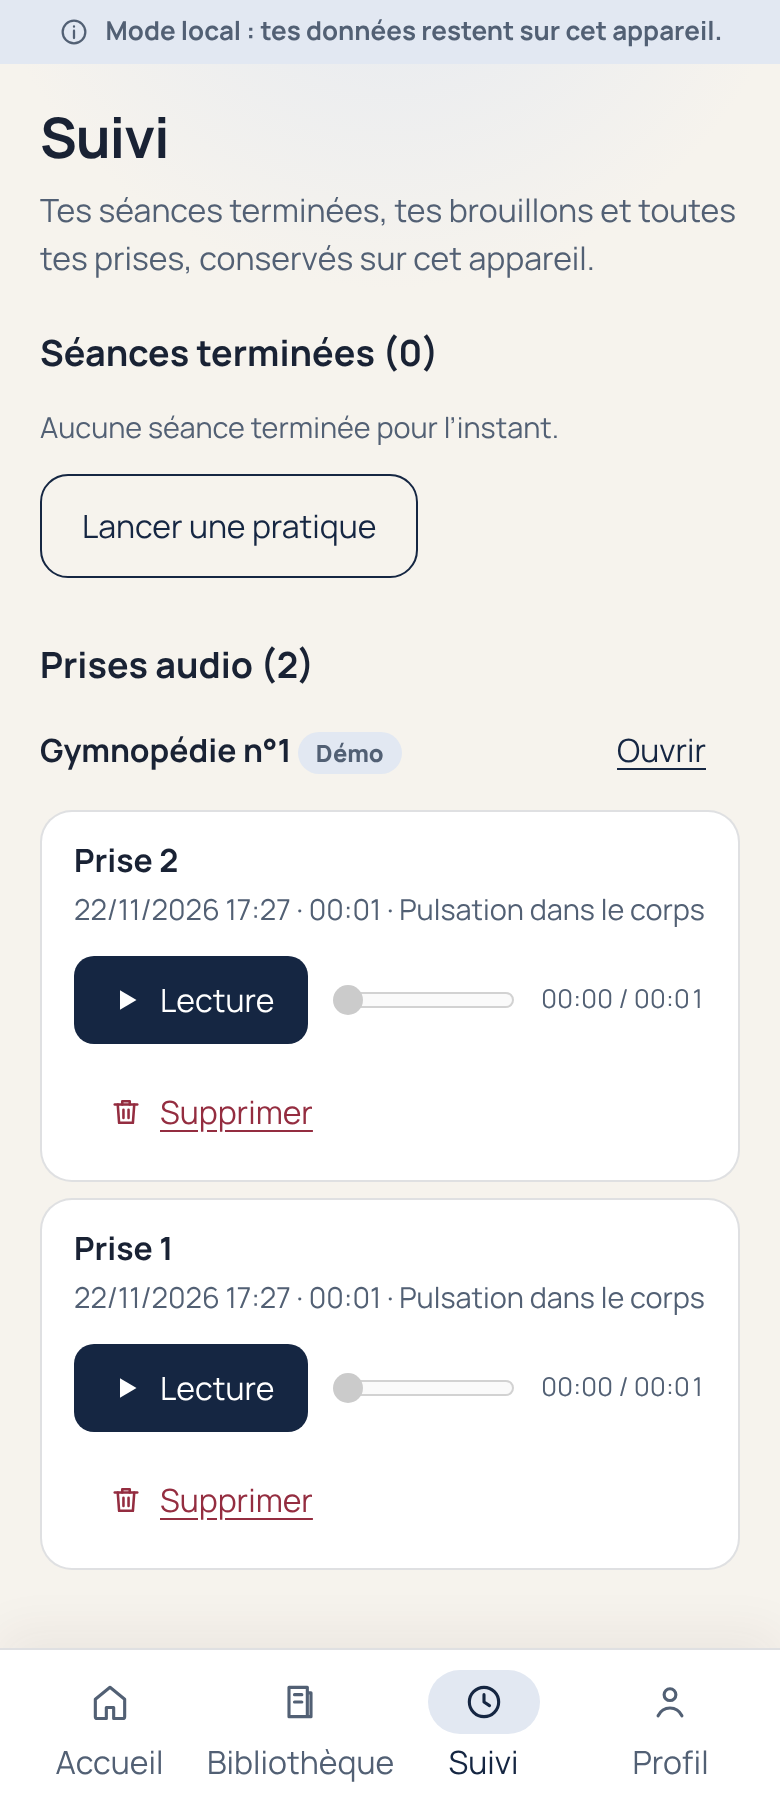 Mode local : tes données restent sur cet appareil.
Suivi
Tes séances terminées, tes brouillons et toutes
tes prises, conservés sur cet appareil.
Séances terminées (0)
Aucune séance terminée pour l’instant.
Lancer une pratique
Prises audio (2)
Gymnopédie n°1 Démo Ouvrir
Prise 2
22/11/2026 17:27 · 00:01 · Pulsation dans le corps
Lecture 00:00 / 00:01
Supprimer
Prise 1
22/11/2026 17:27 · 00:01 · Pulsation dans le corps
Lecture 00:00 / 00:01
Supprimer
Accueil Bibliothèque Suivi Profil